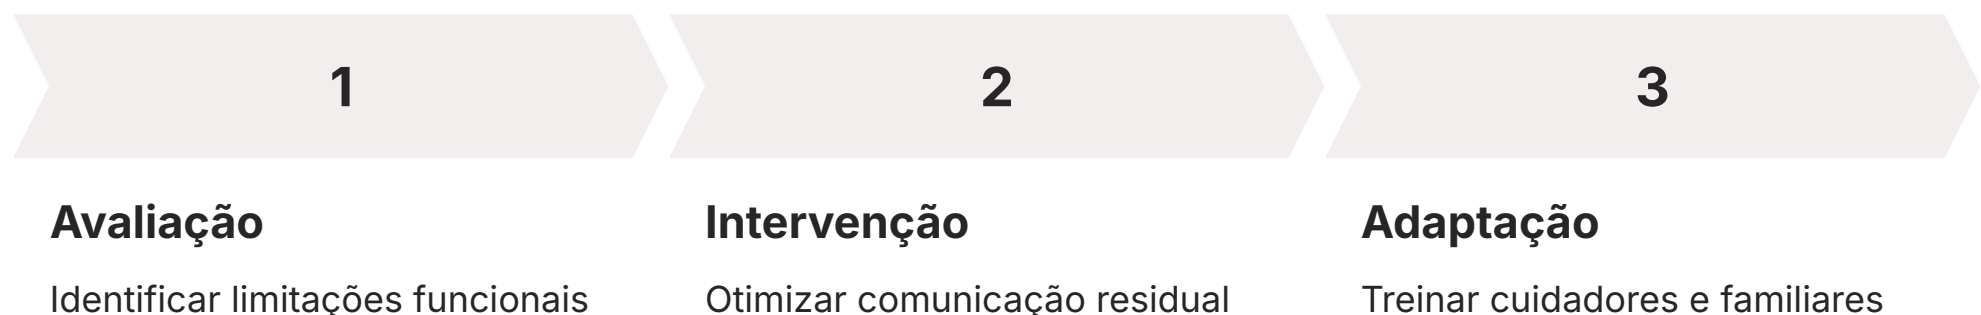 1
2
3
Avaliação
Intervenção
Adaptação
Identificar limitações funcionais
Otimizar comunicação residual
Treinar cuidadores e familiares